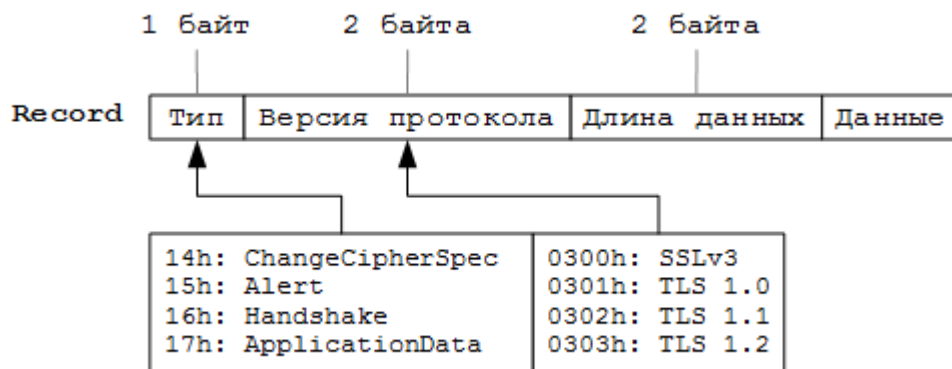 1 байт 2 байта 2 байта
Record Тип Версия протокола Длина данных Данные
14h: ChangeCipherSpec 0300h: SSLv3
15h: Alert 0301h: TLS 1.0
16h: Handshake 0302h: TLS 1.1
17h: ApplicationData 0303h: TLS 1.2